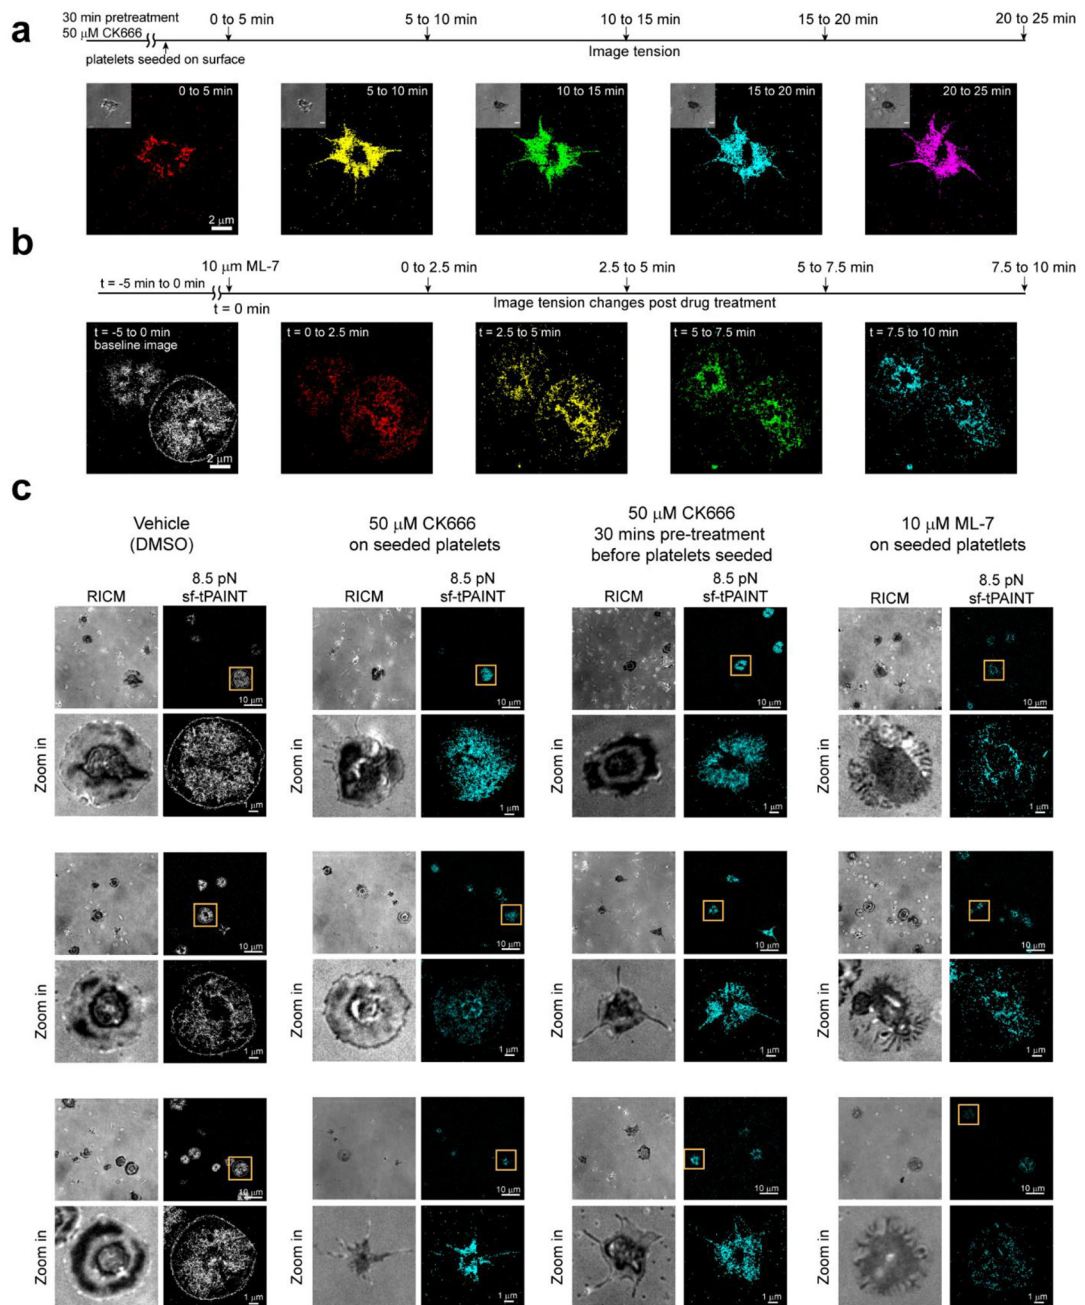 a
30 min pretreatment
50 μM CK666
0 to 5 min
5 to 10 min
10 to 15 min
15 to 20 min
20 to 25 min
platelets seeded on surface
Image tension
0 to 5 min
5 to 10 min
10 to 15 min
15 to 20 min
20 to 25 min
2 μm
b
10 μm ML-7
0 to 2.5 min
2.5 to 5 min
5 to 7.5 min
7.5 to 10 min
t = -5 min to 0 min
t = 0 min
Image tension changes post drug treatment
t = -5 to 0 min
baseline image
t = 0 to 2.5 min
t = 2.5 to 5 min
t = 5 to 7.5 min
t = 7.5 to 10 min
2 μm
c
Vehicle
(DMSO)
50 μM CK666
on seeded platelets
50 μM CK666
30 mins pre-treatment
before platelets seeded
10 μM ML-7
on seeded platetlets
RICM
8.5 pN
sf-tPAINT
RICM
8.5 pN
sf-tPAINT
RICM
8.5 pN
sf-tPAINT
RICM
8.5 pN
sf-tPAINT
10 μm
10 μm
10 μm
10 μm
Zoom in
1 μm
Zoom in
1 μm
Zoom in
1 μm
Zoom in
1 μm
10 μm
10 μm
10 μm
10 μm
Zoom in
1 μm
Zoom in
1 μm
Zoom in
1 μm
Zoom in
1 μm
10 μm
10 μm
10 μm
10 μm
Zoom in
1 μm
Zoom in
1 μm
Zoom in
1 μm
Zoom in
1 μm